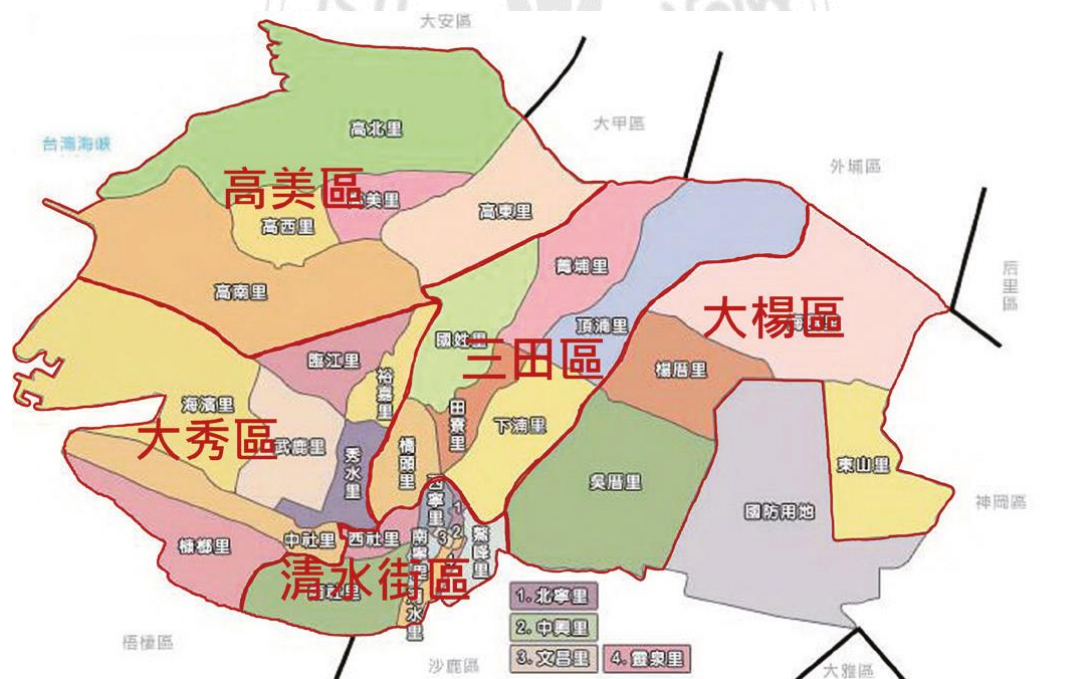 大安區
高北里
大甲區
台灣海峽
外埔區
高美區
高美里
高西里
高東里
菁埔里
后里區
高南里
大楊區
頂湳里
國姓里
三田區
臨江里
楊厝里
裕嘉里
海濱里
田寮里
下湳里
大秀區
武鹿里
橋頭里
秀水里
東山里
吳厝里
西寧里
國防用地
神岡區
1
2
3
中社里
西社里
南寧里
鰲峰里
槺榔里
清水街區
南社里
1.北寧里
2.中興里
3.文昌里
4.靈泉里
梧棲區
沙鹿區
大雅區